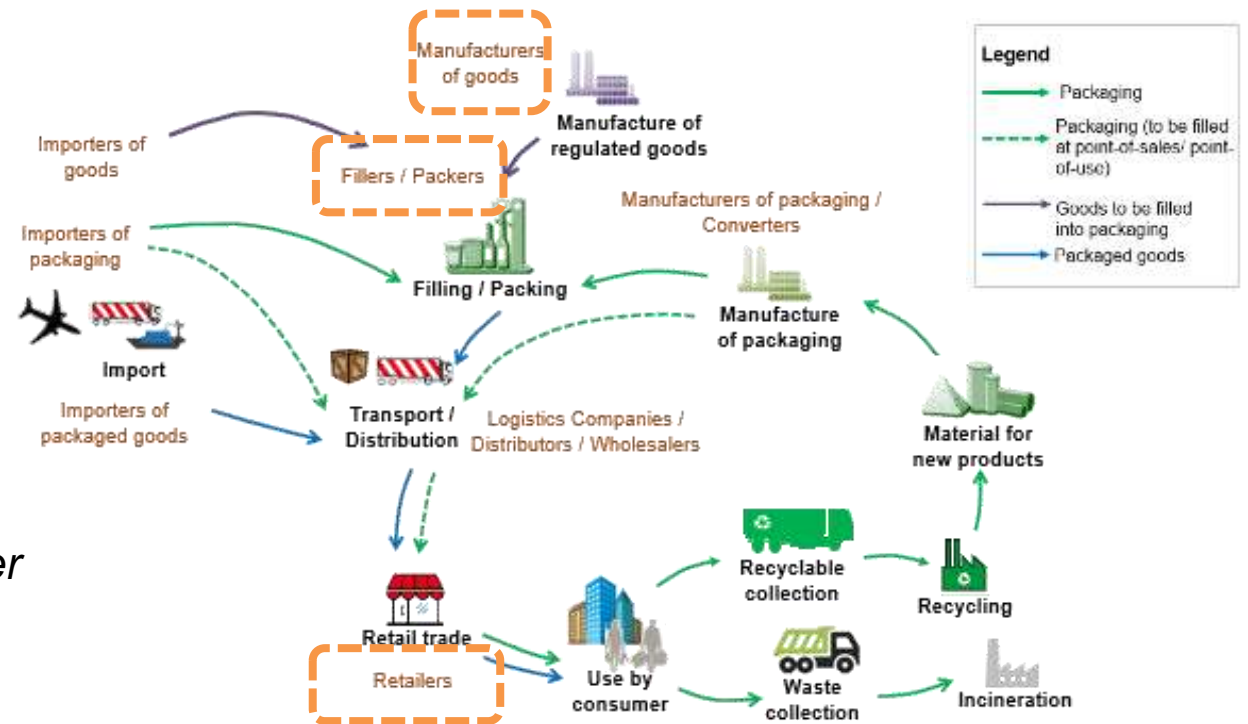 Manufacturers
of goods
Manufacture of
regulated goods
Importers of
goods
Fillers / Packers
Legend
Packaging
Packaging (to be filled
at point-of-sales/ point-
of-use)
Goods to be filled
into packaging
Packaged goods
Importers of
packaging
Manufacturers of packaging /
Converters
Filling / Packing
Manufacture
of packaging
Import
Importers of
packaged goods
Transport /
Distribution
Logistics Companies /
Distributors / Wholesalers
Material for
new products
er
Recyclable
collection
Recycling
Retail trade
Retailers
Use by
consumer
Waste
collection
Incineration